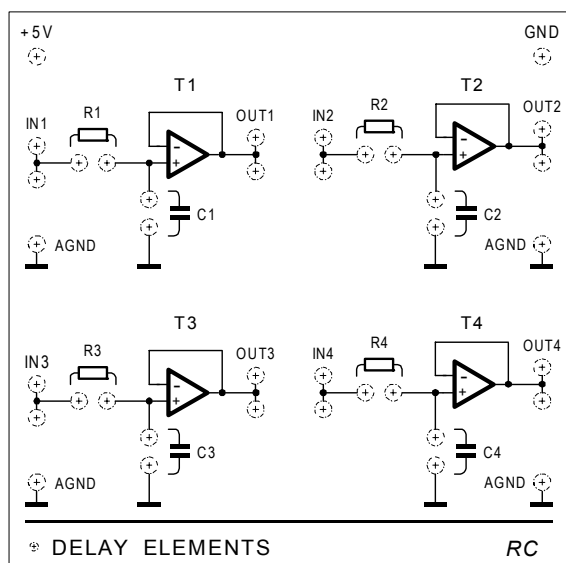 +5V GND
T1 T2
R1 OUT1 R2 OUT2
IN1 IN2
- + - +
C1 C2
AGND AGND
T3 T4
R3 OUT3 R4 OUT4
IN3 IN4
- + - +
C3 C4
AGND AGND
DELAY ELEMENTS RC